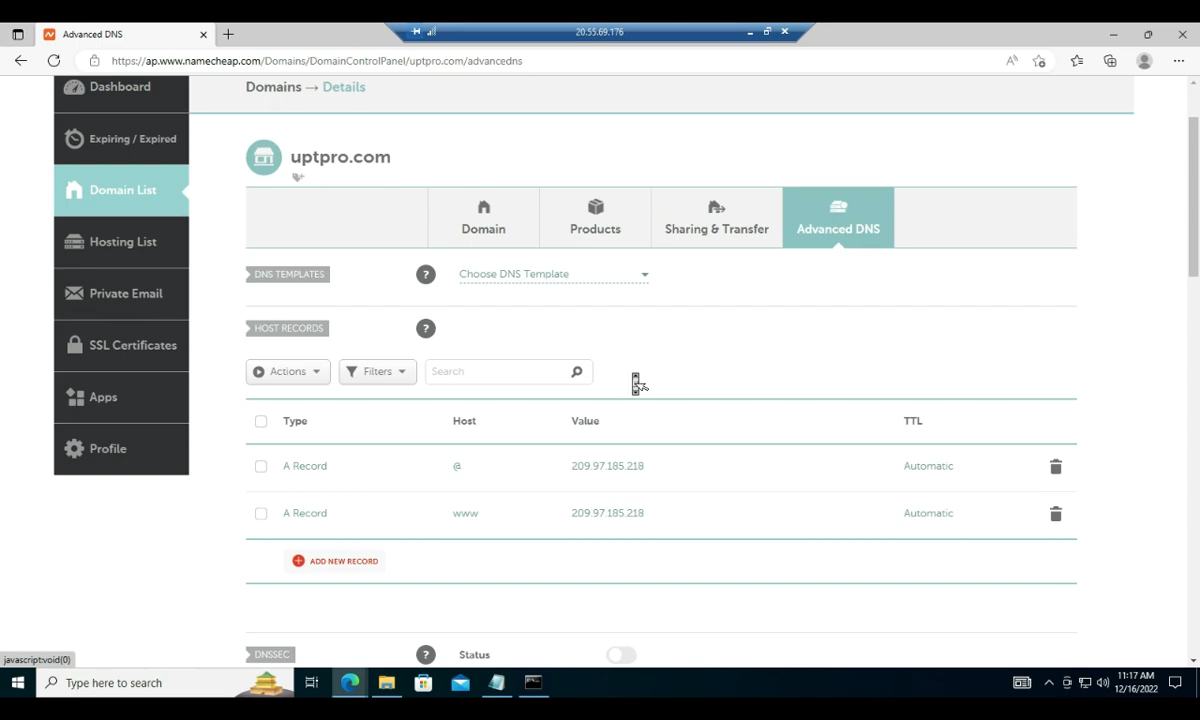 Advanced DNS
20.55.69.176
https://ap.www.namecheap.com/Domains/DomainControlPanel/uptpro.com/advancedns
Dashboard
Expiring / Expired
Domain List
Hosting List
Private Email
SSL Certificates
Apps
Profile
Domains → Details
uptpro.com
Domain
Products
Sharing & Transfer
Advanced DNS
DNS TEMPLATES
?
Choose DNS Template
HOST RECORDS
?
Actions
Filters
Search
Type Host Value TTL
A Record @ 209.97.185.218 Automatic
A Record www 209.97.185.218 Automatic
ADD NEW RECORD
DNSSEC
?
Status
javascript:void(0)
Type here to search
11:17 AM
12/16/2022